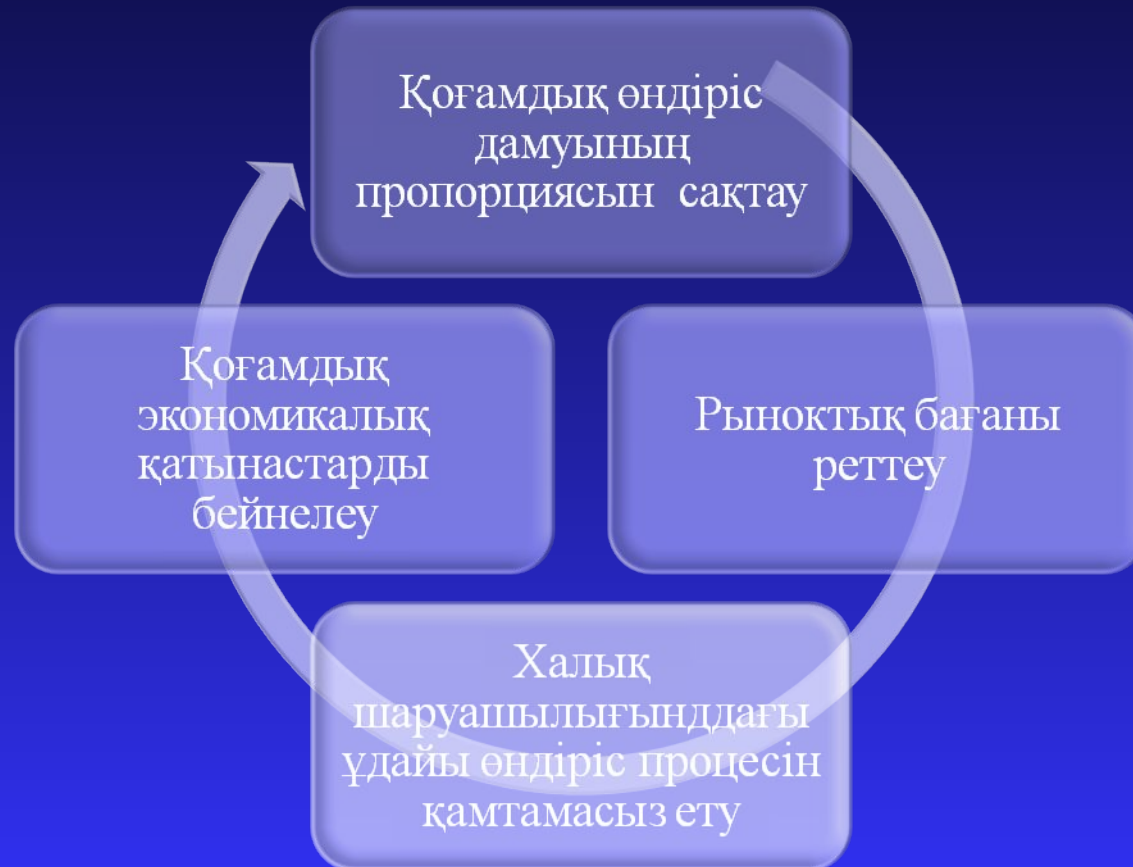 Қоғамдық өндіріс
дамуының
пропорциясын сақтау
Рыноктық бағаны
реттеу
Халық
шаруашылығынддағы
ұдайы өндіріс процесін
қамтамасыз ету
Қоғамдық
экономикалық
қатынастарды
бейнелеу